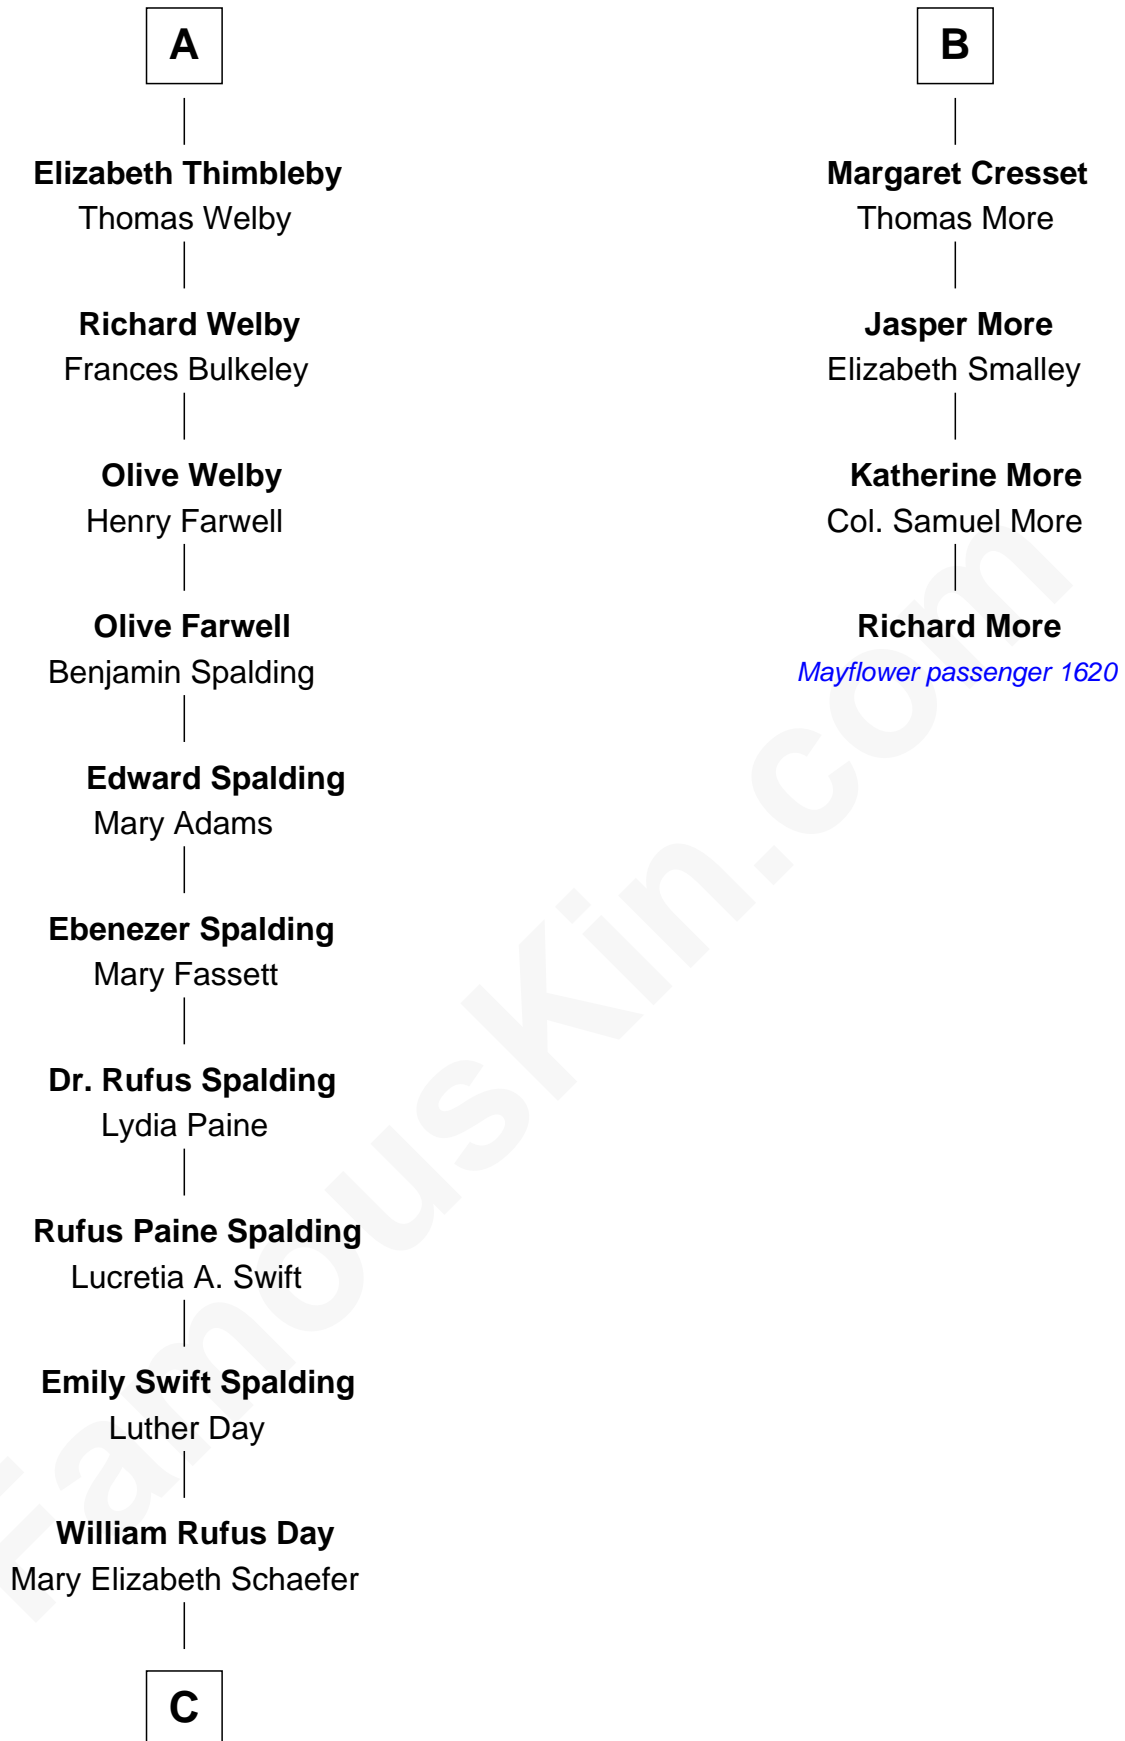 A
Elizabeth Thimbleby
Thomas Welby
Richard Welby
Frances Bulkeley
Olive Welby
Henry Farwell
Olive Farwell
Benjamin Spalding
Edward Spalding
Mary Adams
Ebenezer Spalding
Mary Fassett
Dr. Rufus Spalding
Lydia Paine
Rufus Paine Spalding
Lucretia A. Swift
Emily Swift Spalding
Luther Day
William Rufus Day
Mary Elizabeth Schaefer
C
B
Margaret Cresset
Thomas More
Jasper More
Elizabeth Smalley
Katherine More
Col. Samuel More
Richard More
Mayflower passenger 1620
FamousKin.com